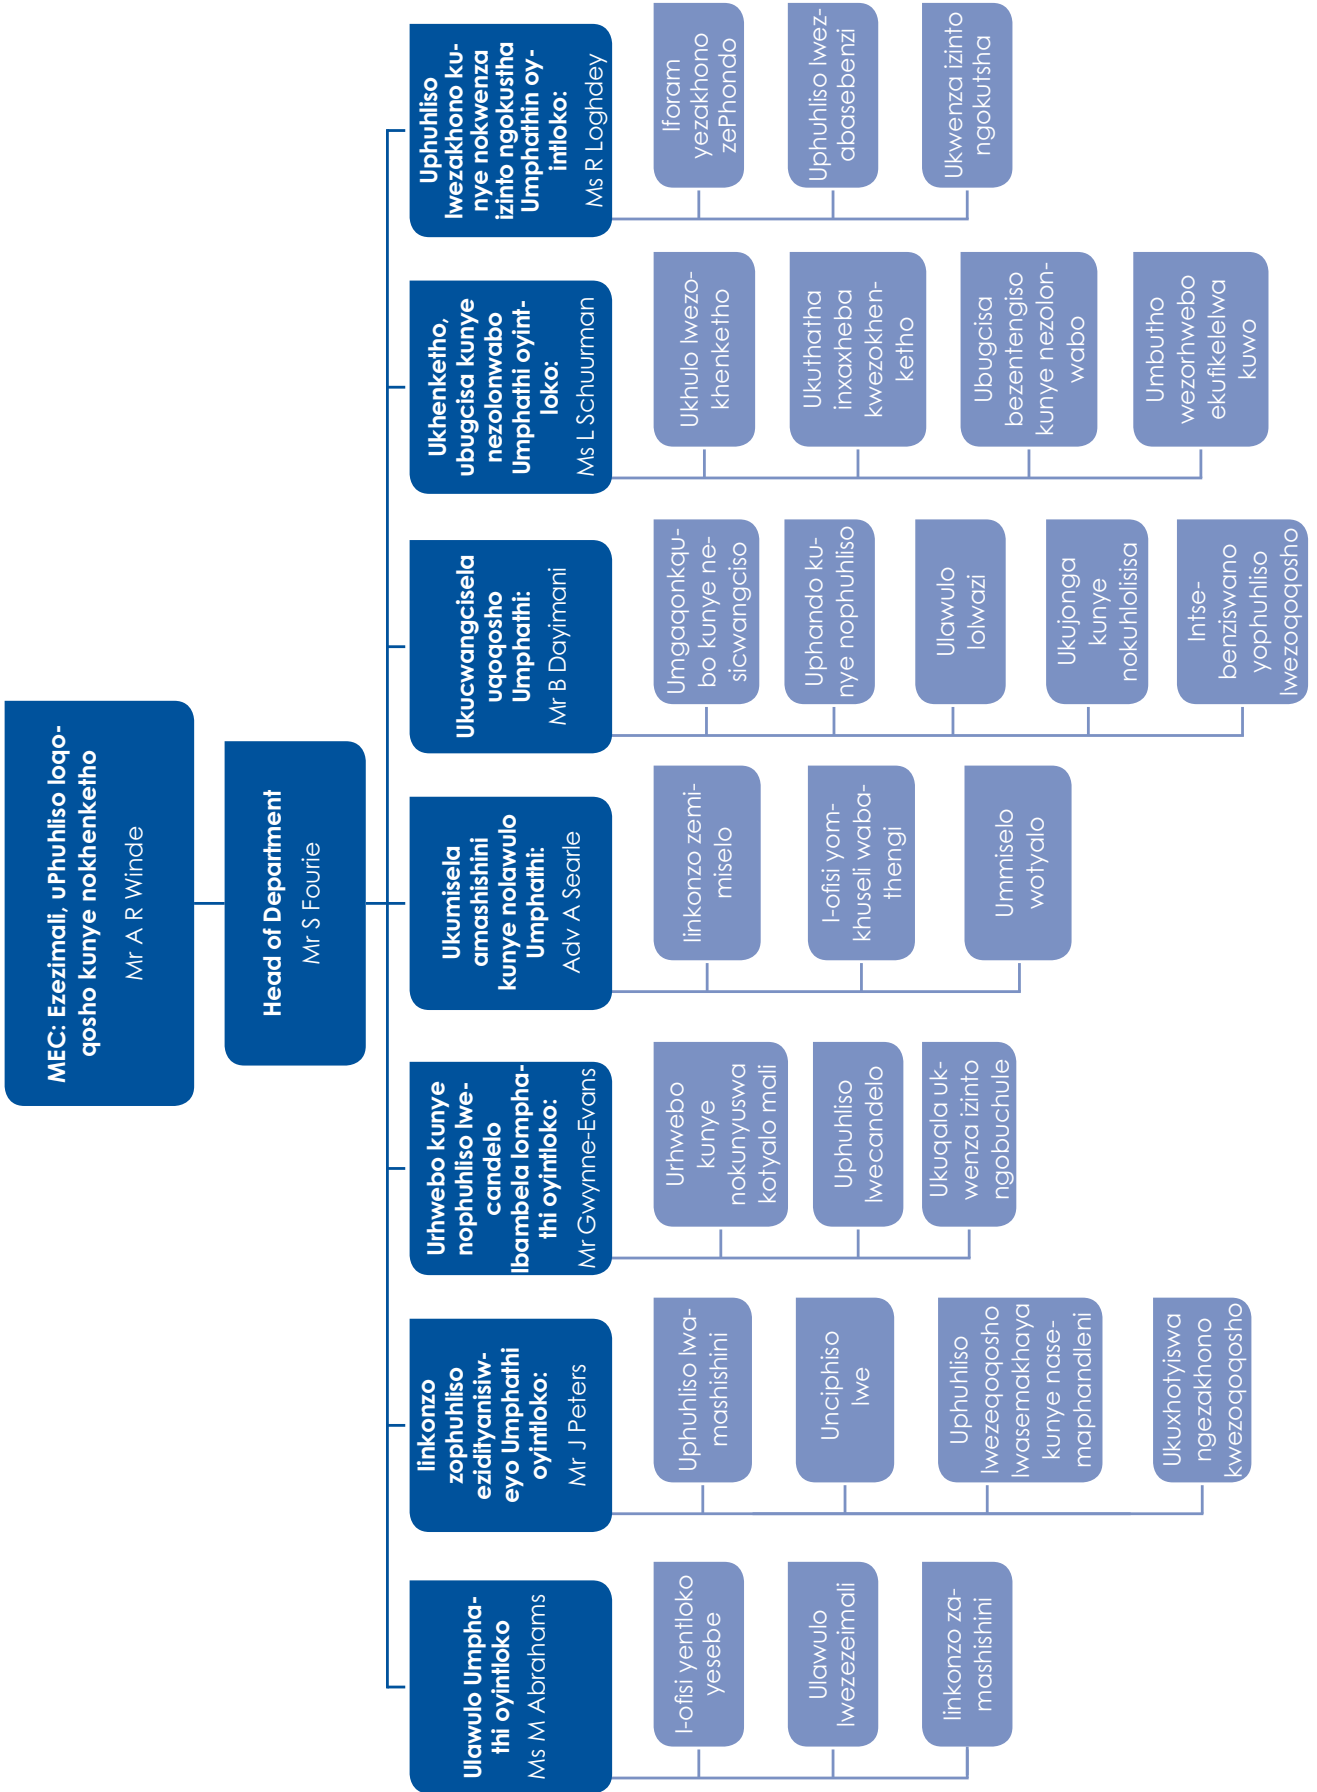 MEC: Ezezimali, uPhuhliso loqo-
qosho kunye nokhenketho
Mr A R Winde
Head of Department
Mr S Fourie
Ulawulo Umpha-
thi oyintloko
Ms M Abrahams
I-ofisi yentloko
yesebe
Ulawulo
lwezezeimali
Iinkonzo za-
mashishini
Iinkonzo
zophuhliso
ezidityanisiw-
eyo Umphathi
oyintloko:
Mr J Peters
Uphuhliso lwa-
mashishini
Unciphiso
lwe
Uphuhliso
lwezeqoqosho
lwasemakhaya
kunye nase-
maphandleni
Ukuxhotyiswa
ngezakhono
kwezoqoqosho
Urhwebo kunye
nophuhliso lwe-
candelo
Ibambela lompha-
thi oyintloko:
Mr Gwynne-Evans
Urhwebo
kunye
nokunyuswa
kotyalo mali
Uphuhliso
lwecandelo
Ukuqala uk-
wenza izinto
ngobuchule
Ukumisela
amashishini
kunye nolawulo
Umphathi:
Adv A Searle
Iinkonzo zemi-
miselo
I-ofisi yom-
khuseli waba-
thengi
Ummiselo
wotyalo
Ukucwangcisela
uqoqosho
Umphathi:
Mr B Dayimani
Umgaqonkqu-
bo kunye ne-
sicwangciso
Uphando ku-
nye nophuhliso
Ulawulo
lolwazi
Ukujonga
kunye
nokuhlolisisa
Intse-
benziswano
yophuhliso
lwezoqoqosho
Ukhenketho,
ubugcisa kunye
nezolonwabo
Umphathi oyint-
loko:
Ms L Schuurman
Ukhulo lwezo-
khenketho
Ukuthatha
inxaxheba
kwezokhen-
ketho
Ubugcisa
bezentengiso
kunye nezolon-
wabo
Umbutho
wezorhwebo
ekufikelelwa
kuwo
Uphuhliso
lwezakhono ku-
nye nokwenza
izinto ngokustha
Umphathin oy-
intloko:
Ms R Loghdey
Iforam
yezakhono
zePhondo
Uphuhliso lwez-
abasebenzi
Ukwenza izinto
ngokutsha